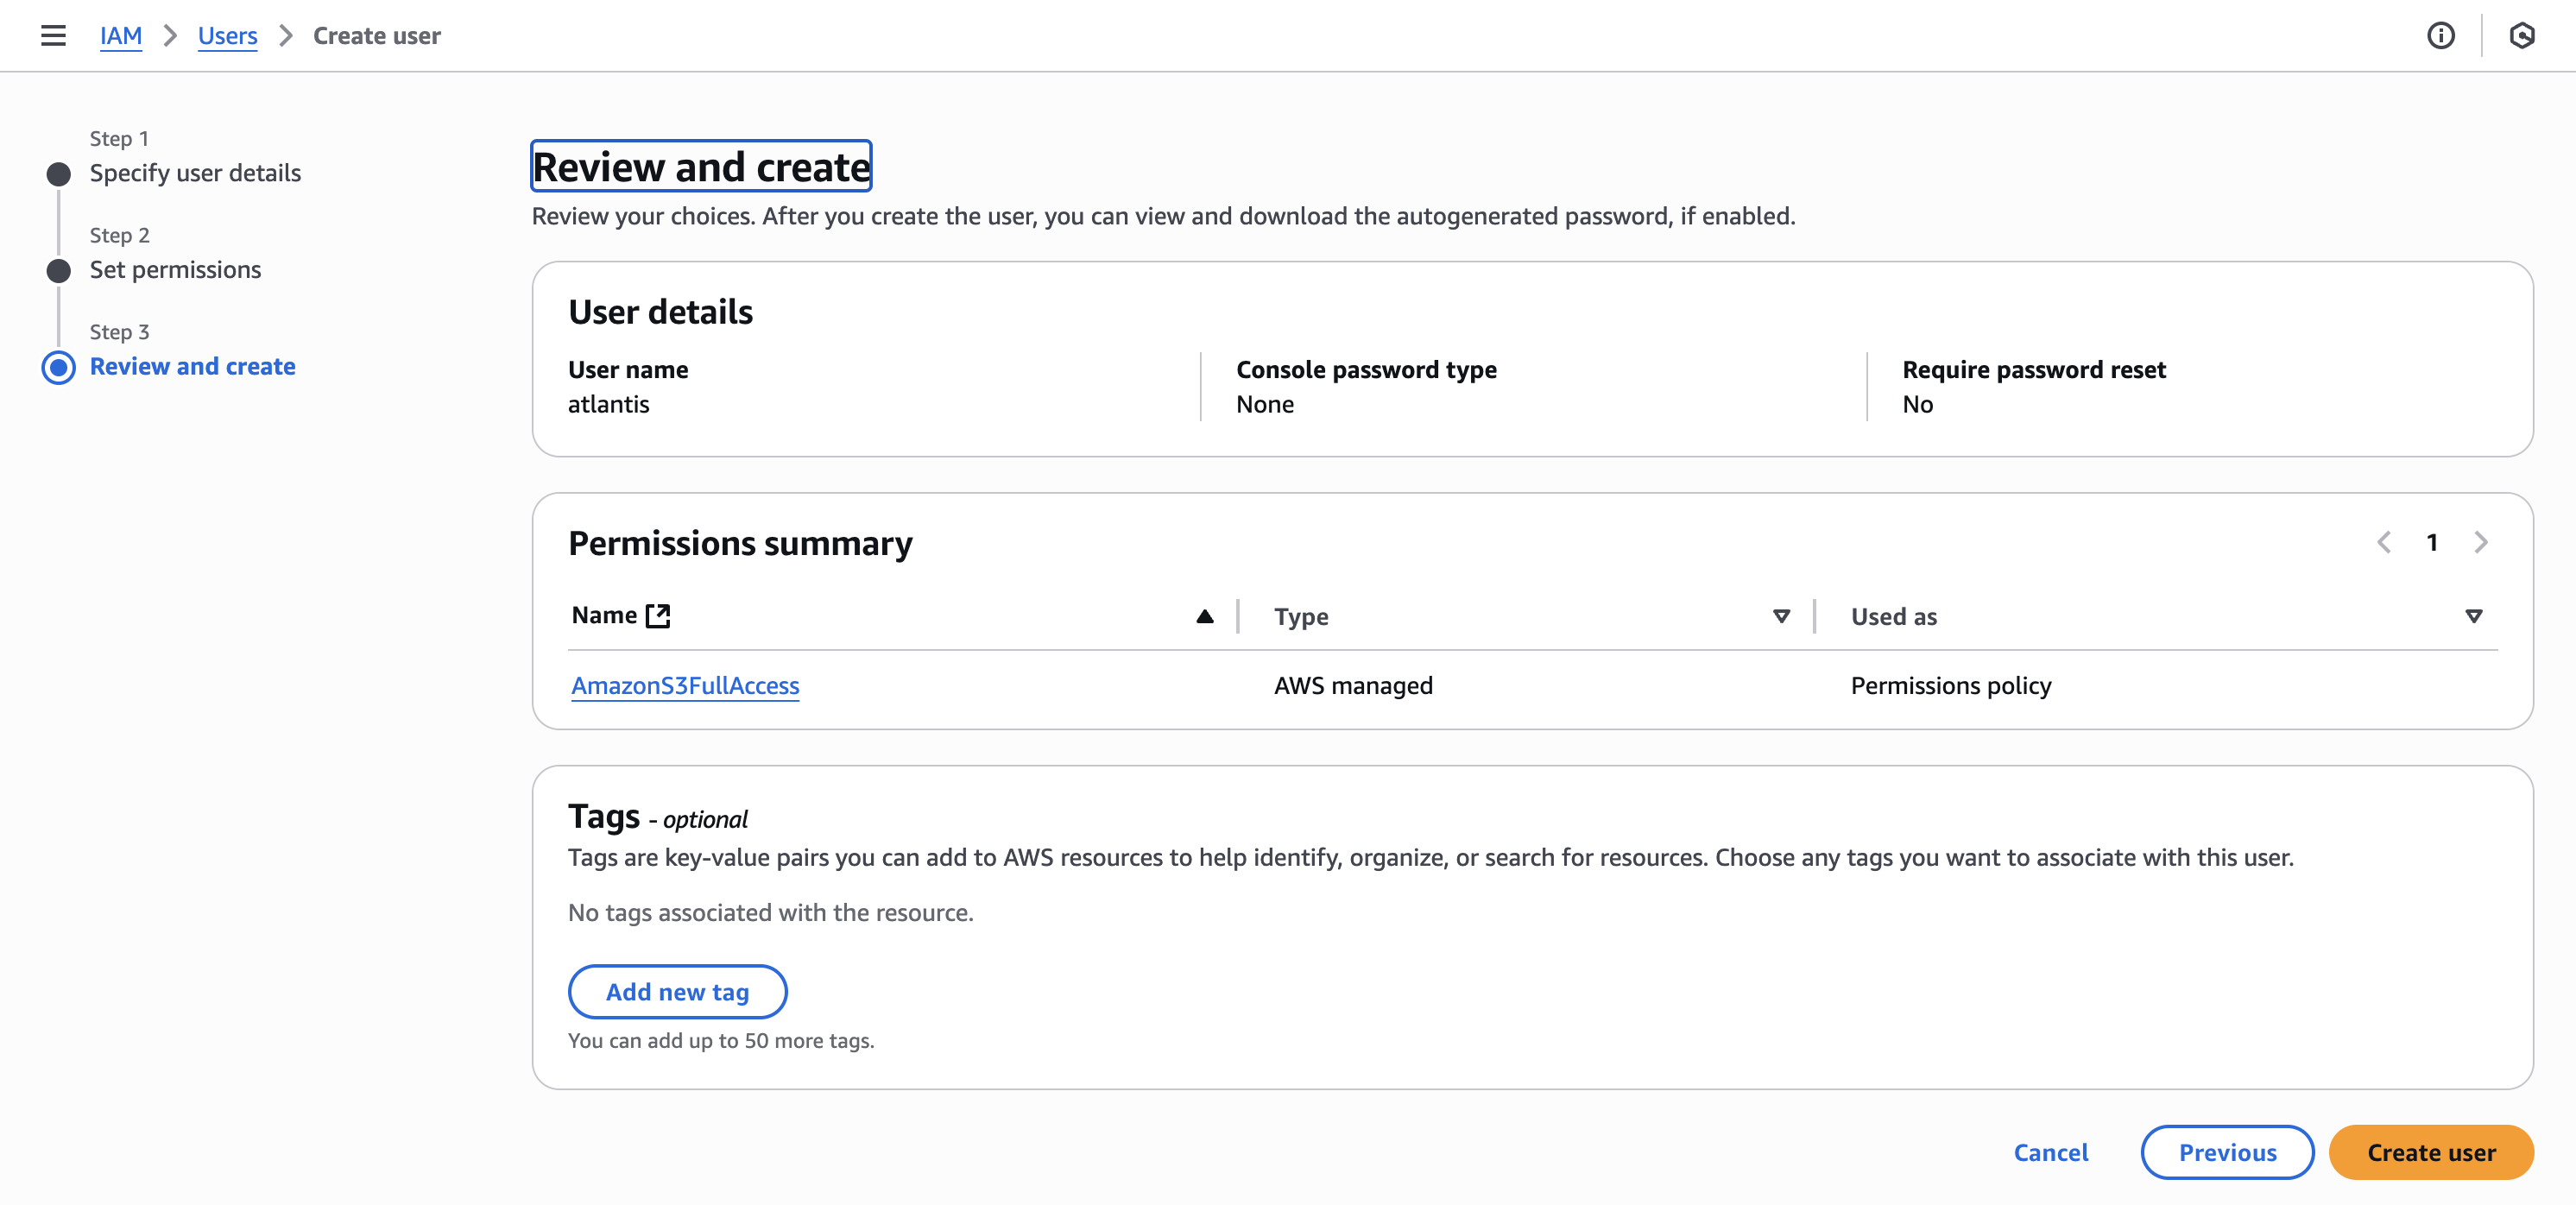 IAM > Users > Create user
Step 1
Specify user details
Step 2
Set permissions
Step 3
Review and create
Review and create
Review your choices. After you create the user, you can view and download the autogenerated password, if enabled.
User details
User name
atlantis
Console password type
None
Require password reset
No
Permissions summary
1
Name
Type
Used as
AmazonS3FullAccess
AWS managed
Permissions policy
Tags - optional
Tags are key-value pairs you can add to AWS resources to help identify, organize, or search for resources. Choose any tags you want to associate with this user.
No tags associated with the resource.
Add new tag
You can add up to 50 more tags.
Cancel
Previous
Create user